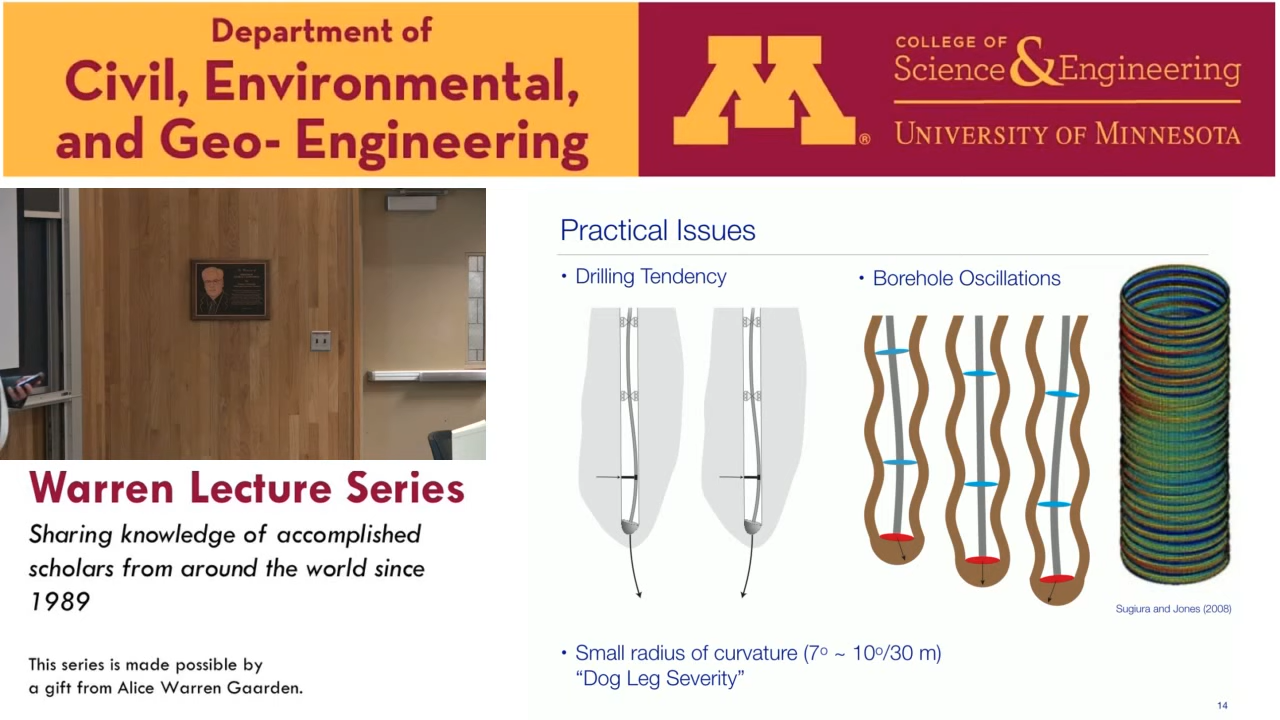 Department of
Civil, Environmental,
and Geo- Engineering
M®
COLLEGE OF
Science & Engineering
UNIVERSITY OF MINNESOTA
Warren Lecture Series
Sharing knowledge of accomplished
scholars from around the world since
1989
This series is made possible by
a gift from Alice Warren Gaarden.
Practical Issues
• Drilling Tendency
• Borehole Oscillations
Sugiura and Jones (2008)
• Small radius of curvature (7º ~ 10º/30 m)
“Dog Leg Severity”
14